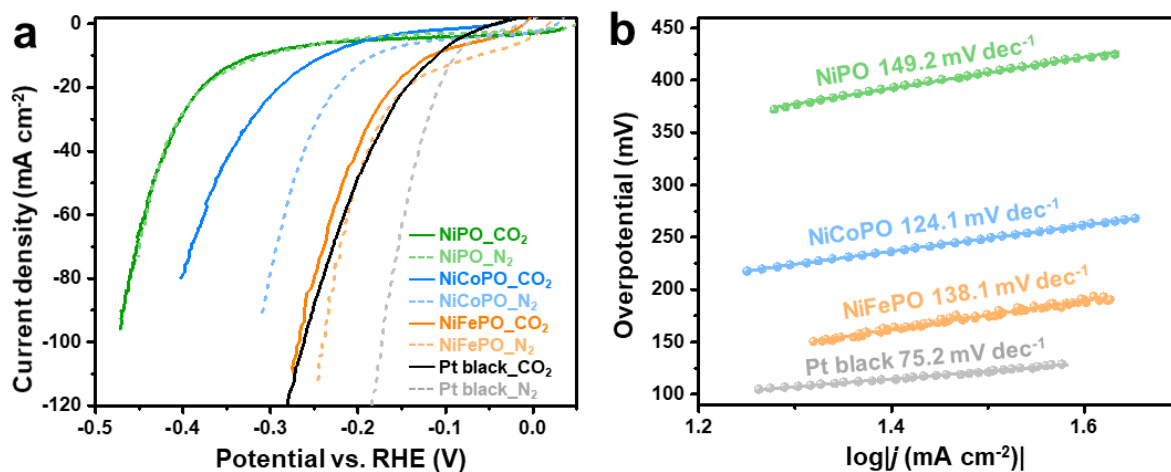 a
0
-20
-40
-60
-80
-100
-120
Current density (mA cm⁻²)
-0.5 -0.4 -0.3 -0.2 -0.1 0.0
Potential vs. RHE (V)
NiPO_CO₂
NiPO_N₂
NiCoPO_CO₂
NiCoPO_N₂
NiFePO_CO₂
NiFePO_N₂
Pt black_CO₂
Pt black_N₂
b
450
400
350
300
250
200
150
100
Overpotential (mV)
NiPO 149.2 mV dec⁻¹
NiCoPO 124.1 mV dec⁻¹
NiFePO 138.1 mV dec⁻¹
Pt black 75.2 mV dec⁻¹
1.2 1.4 1.6
log|j (mA cm⁻²)|